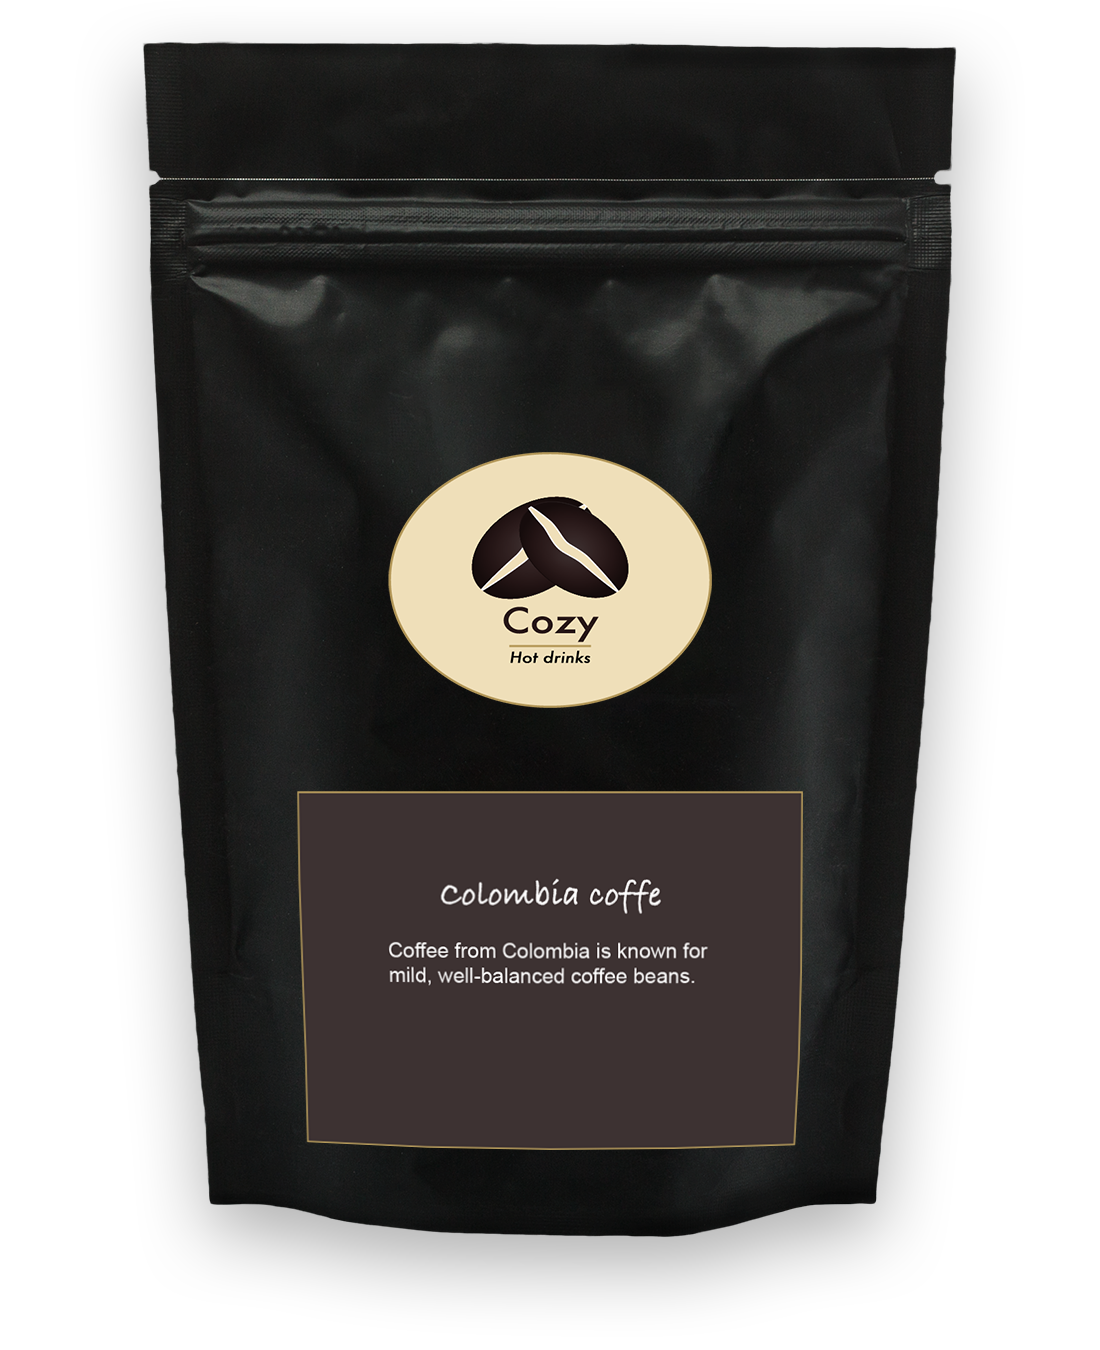 Cozy
Hot drinks
Colombia coffe
Coffee from Colombia is known for
mild, well-balanced coffee beans.